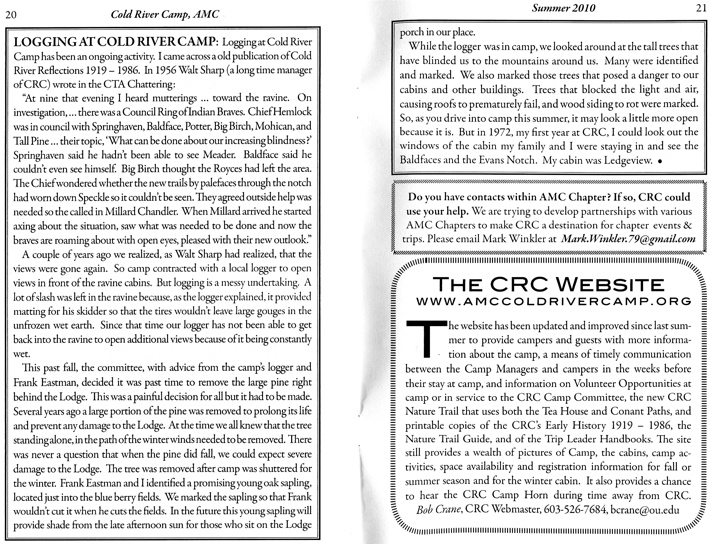 20
Cold River Camp, AMC
LOGGING AT COLD RIVER CAMP: Logging at Cold River
Camp has been an ongoing activity. I came across a old publication of Cold
River Reflections 1919 – 1986. In 1956 Walt Sharp (a long time manager
of CRC) wrote in the CTA Chattering:
"At nine that evening I heard mutterings ... toward the ravine. On
investigation, ... there was a Council Ring of Indian Braves. Chief Hemlock
was in council with Springhaven, Baldface, Potter, Big Birch, Mohican, and
Tall Pine ... their topic, 'What can be done about our increasing blindness?'
Springhaven said he hadn't been able to see Meader. Baldface said he
couldn't even see himself. Big Birch thought the Royces had left the area.
The Chief wondered whether the new trails by palefaces through the notch
had worn down Speckle so it couldn't be seen. They agreed outside help was
needed so the called in Millard Chandler. When Millard arrived he started
axing about the situation, saw what was needed to be done and now the
braves are roaming about with open eyes, pleased with their new outlook."
A couple of years ago we realized, as Walt Sharp had realized, that the
views were gone again. So camp contracted with a local logger to open
views in front of the ravine cabins. But logging is a messy undertaking. A
lot of slash was left in the ravine because, as the logger explained, it provided
matting for his skidder so that the tires wouldn't leave large gouges in the
unfrozen wet earth. Since that time our logger has not been able to get
back into the ravine to open additional views because of it being constantly
wet.
This past fall, the committee, with advice from the camp's logger and
Frank Eastman, decided it was past time to remove the large pine right
behind the Lodge. This was a painful decision for all but it had to be made.
Several years ago a large portion of the pine was removed to prolong its life
and prevent any damage to the Lodge. At the time we all knew that the tree
standing alone, in the path of the winter winds needed to be removed. There
was never a question that when the pine did fall, we could expect severe
damage to the Lodge. The tree was removed after camp was shuttered for
the winter. Frank Eastman and I identified a promising young oak sapling,
located just into the blue berry fields. We marked the sapling so that Frank
wouldn't cut it when he cuts the fields. In the future this young sapling will
provide shade from the late afternoon sun for those who sit on the Lodge
Summer 2010
21
porch in our place.
While the logger was in camp, we looked around at the tall trees that
have blinded us to the mountains around us. Many were identified
and marked. We also marked those trees that posed a danger to our
cabins and other buildings. Trees that blocked the light and air,
causing roofs to prematurely fail, and wood siding to rot were marked.
So, as you drive into camp this summer, it may look a little more open
because it is. But in 1972, my first year at CRC, I could look out the
windows of the cabin my family and I were staying in and see the
Baldfaces and the Evans Notch. My cabin was Ledgeview. •
Do you have contacts within AMC Chapter? If so, CRC could
use your help. We are trying to develop partnerships with various
AMC Chapters to make CRC a destination for chapter events &
trips. Please email Mark Winkler at Mark.Winkler.79@gmail.com
THE CRC WEBSITE
WWW.AMCCOLDRIVERCAMP.ORG
The website has been updated and improved since last sum-
mer to provide campers and guests with more informa-
tion about the camp, a means of timely communication
between the Camp Managers and campers in the weeks before
their stay at camp, and information on Volunteer Opportunities at
camp or in service to the CRC Camp Committee, the new CRC
Nature Trail that uses both the Tea House and Conant Paths, and
printable copies of the CRC's Early History 1919 – 1986, the
Nature Trail Guide, and of the Trip Leader Handbooks. The site
still provides a wealth of pictures of Camp, the cabins, camp ac-
tivities, space availability and registration information for fall or
summer season and for the winter cabin. It also provides a chance
to hear the CRC Camp Horn during time away from CRC.
Bob Crane, CRC Webmaster, 603-526-7684, bcrane@ou.edu